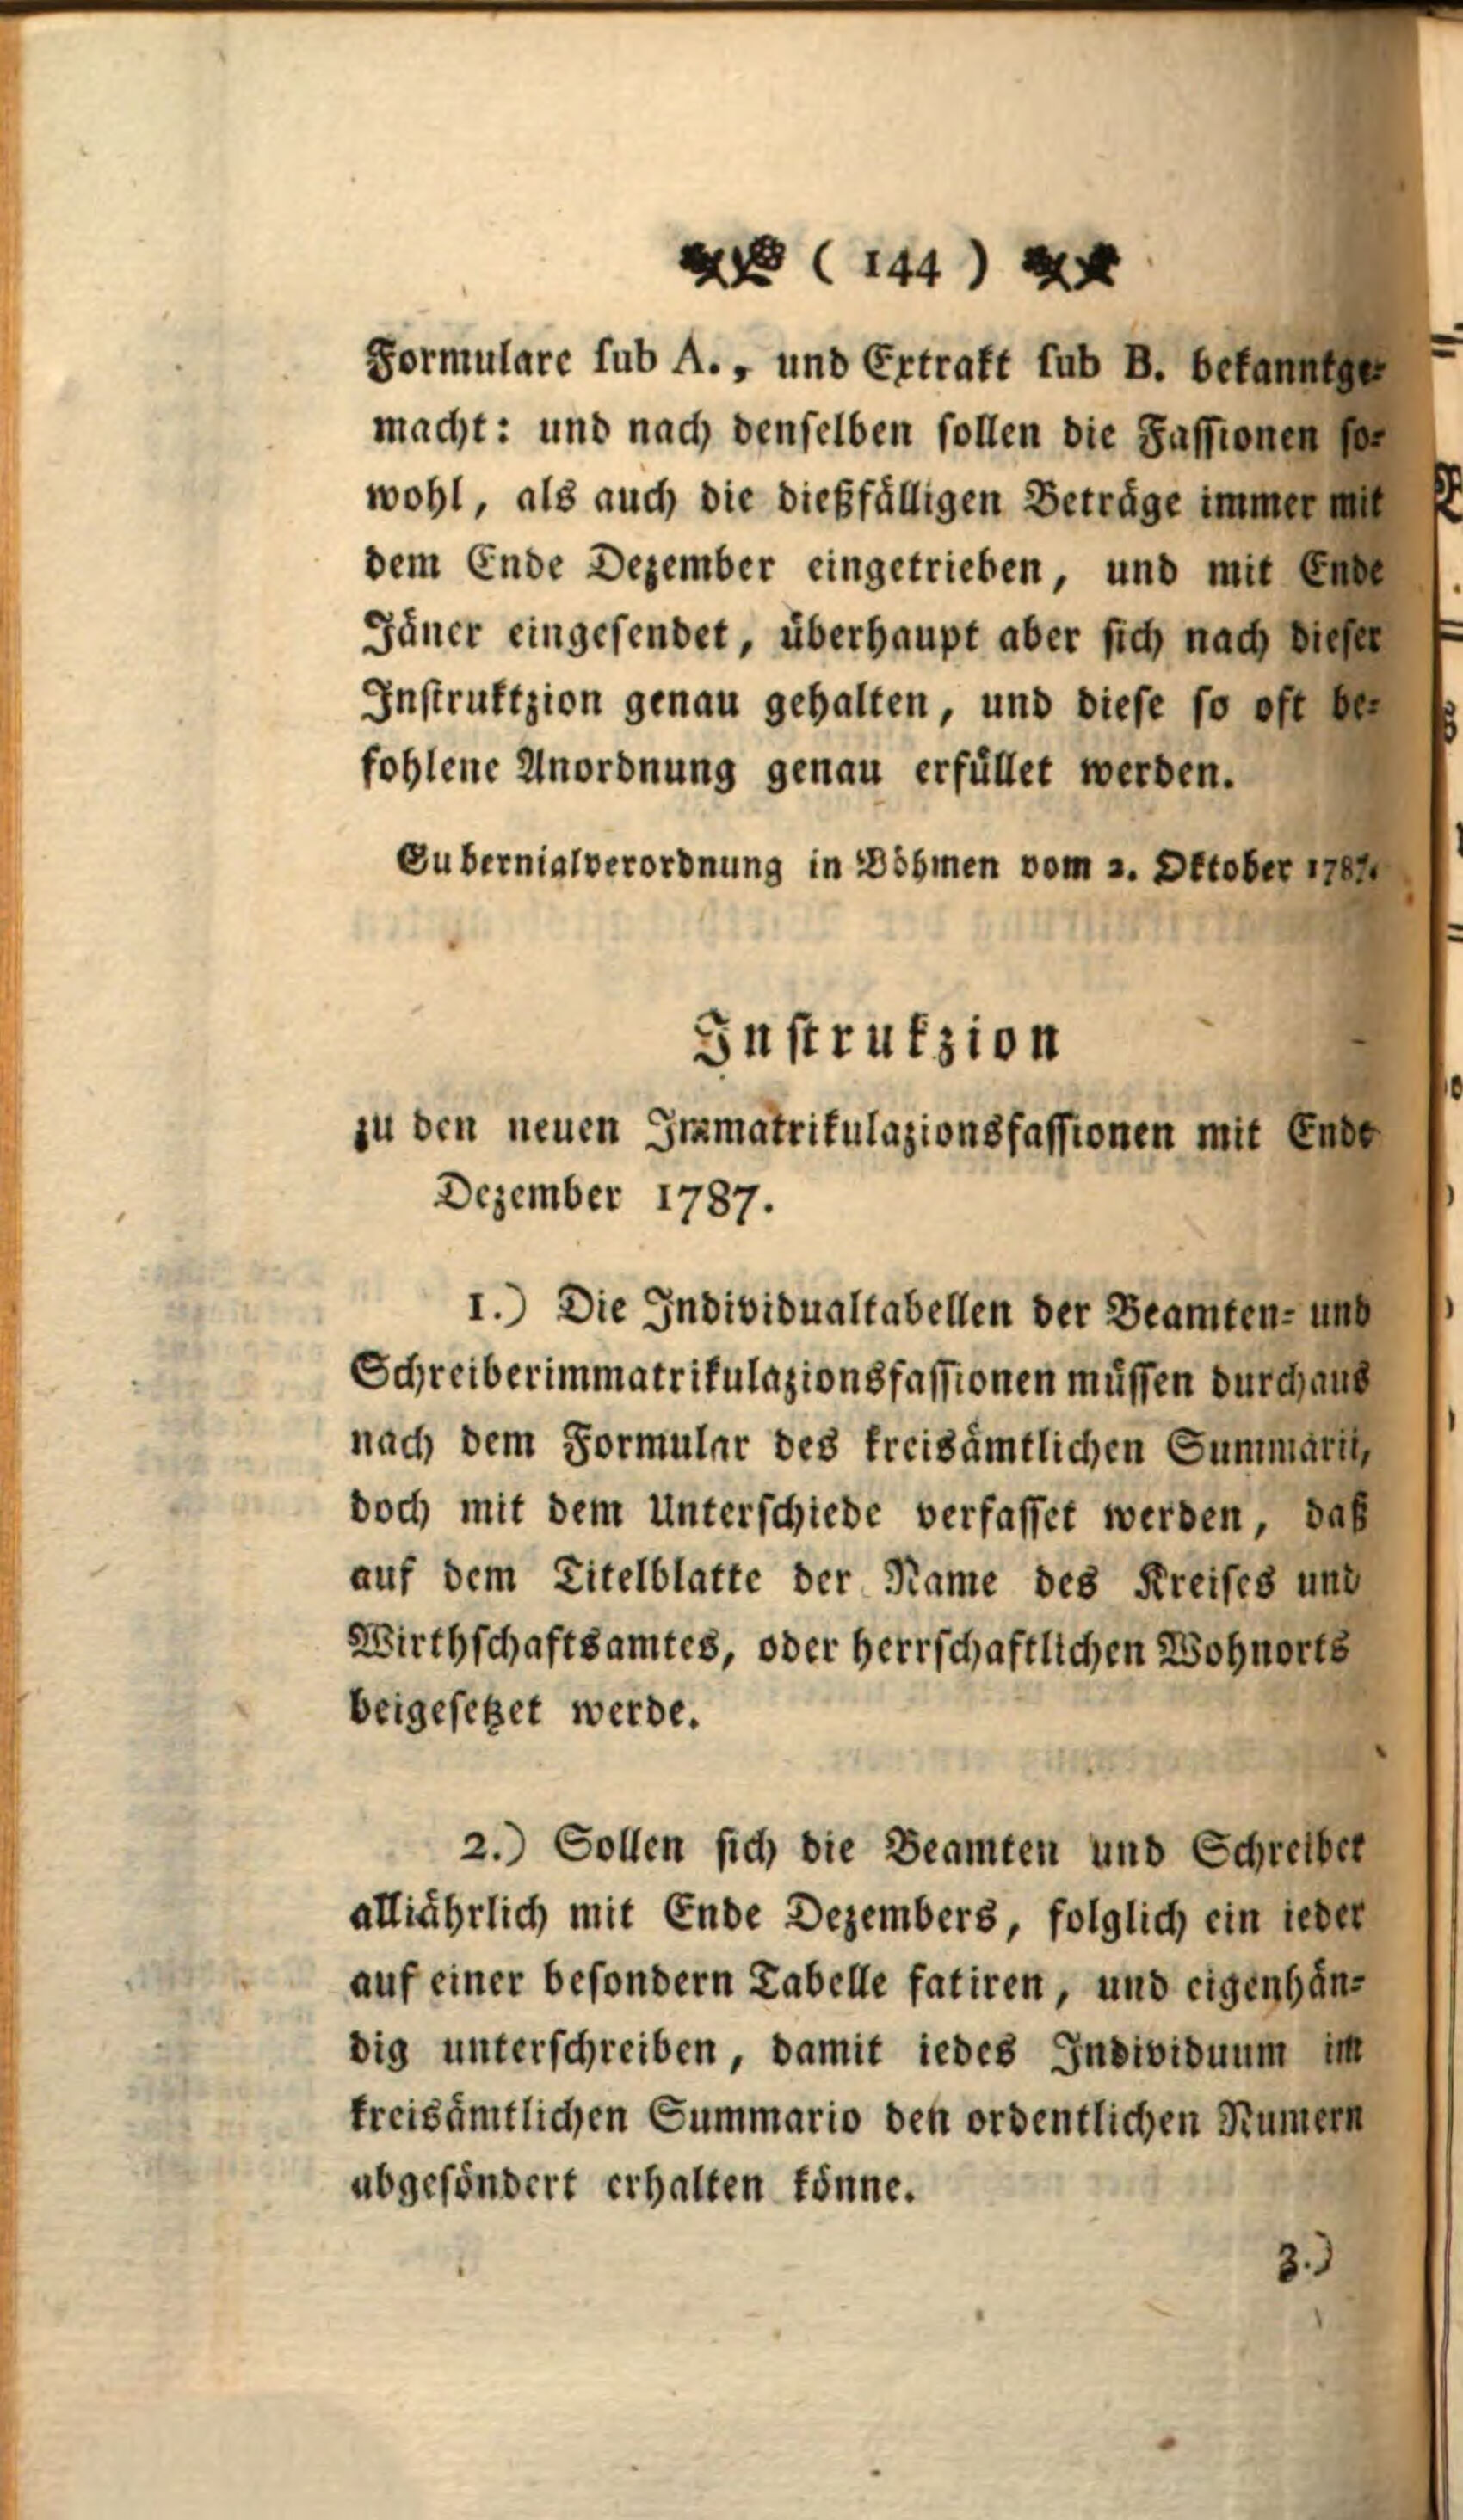 ( 144 )
Formulare sub A., und Extrakt sub B. bekanntge-
macht: und nach denselben sollen die Fassionen so-
wohl, als auch die dießfälligen Beträge immer mit
dem Ende Dezember eingetrieben, und mit Ende
Jäner eingesendet, überhaupt aber sich nach dieser
Instruktzion genau gehalten, und diese so oft be-
fohlene Anordnung genau erfüllet werden.
Gubernialverordnung in Böhmen vom 2. Oktober 1787.
Instrukzion
zu den neuen Immatrikulazionsfassionen mit Ende
Dezember 1787.
1.) Die Individualtabellen der Beamten- und
Schreiberimmatrikulazionsfassionen müssen durchaus
nach dem Formular des kreisämtlichen Summarii,
doch mit dem Unterschiede verfasset werden, daß
auf dem Titelblatte der Name des Kreises und
Wirthschaftsamtes, oder herrschaftlichen Wohnorts
beigesetzet werde.
2.) Sollen sich die Beamten und Schreiber
alliährlich mit Ende Dezembers, folglich ein ieder
auf einer besondern Tabelle fatiren, und eigenhän-
dig unterschreiben, damit iedes Individuum im
kreisämtlichen Summario den ordentlichen Numern
abgesöndert erhalten könne.
3.)